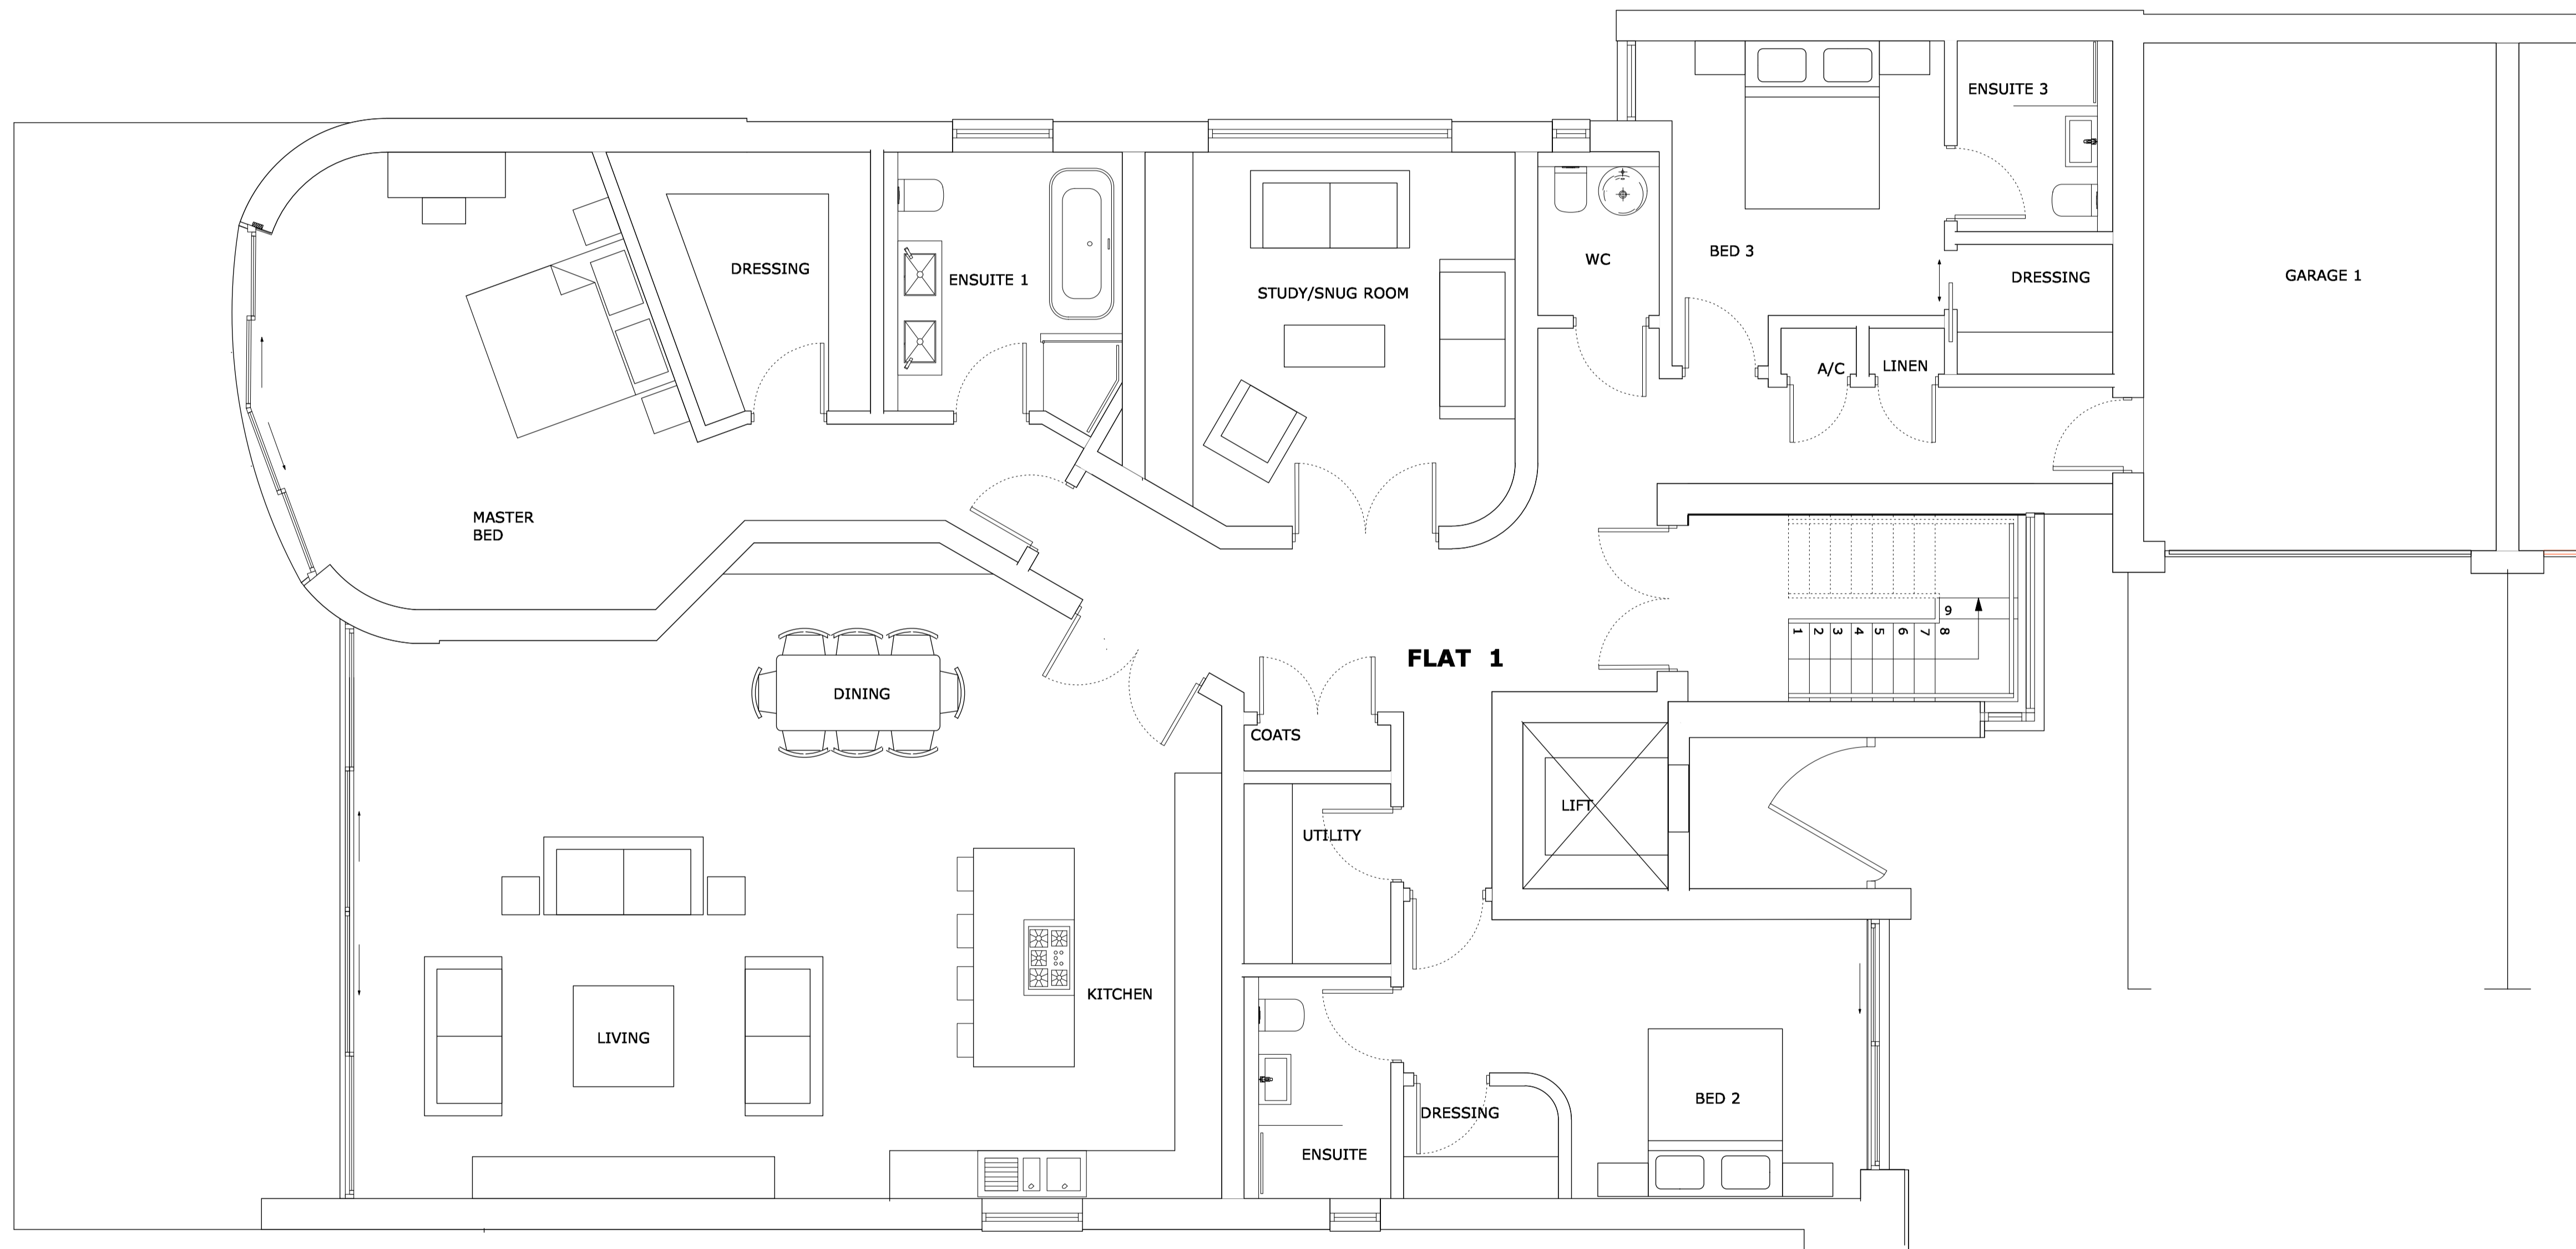 ENSUITE 3
DRESSING
ENSUITE 1
STUDY/SNUG ROOM
WC
BED 3
DRESSING
GARAGE 1
A/C
LINEN
MASTER
BED
9
1 2 3 4 5 6 7 8
FLAT 1
DINING
COATS
LIFT
UTILITY
KITCHEN
LIVING
BED 2
DRESSING
ENSUITE